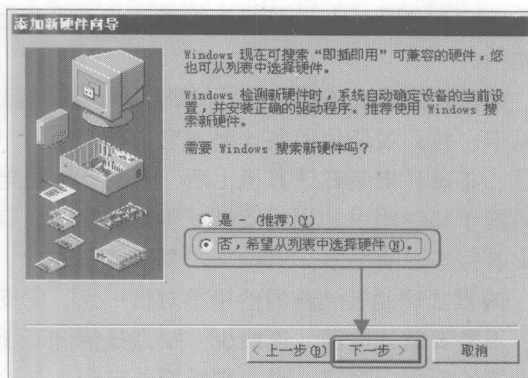 添加新硬件向导
Windows 现在可搜索“即插即用”可兼容的硬件，您
也可从列表中选择硬件。
Windows 检测新硬件时，系统自动确定设备的当前设
置，并安装正确的驱动程序。推荐使用 Windows 搜
索新硬件。
需要 Windows 搜索新硬件吗？
是 - (推荐)(Y)
否，希望从列表中选择硬件(N)。
< 上一步(B)
下一步 >
取消